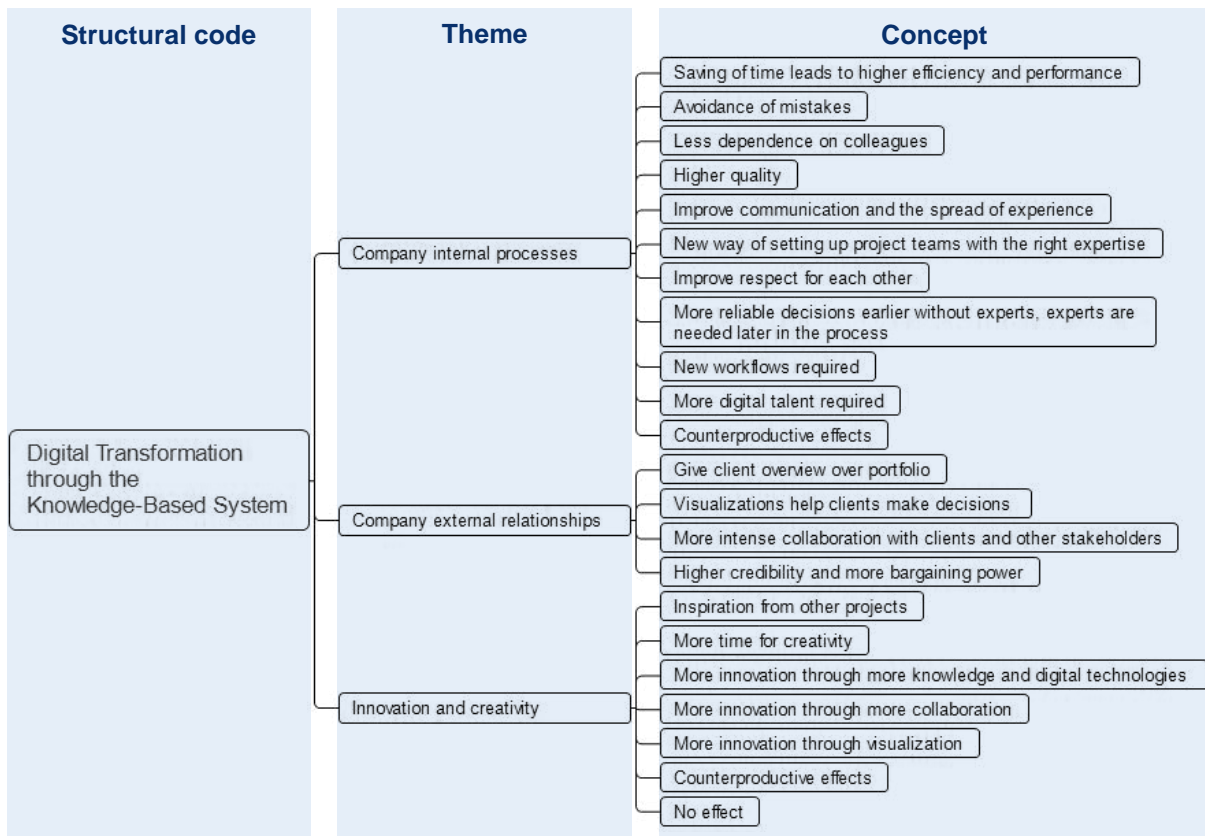 Structural code
Theme
Concept
Saving of time leads to higher efficiency and performance
Avoidance of mistakes
Less dependence on colleagues
Higher quality
Improve communication and the spread of experience
New way of setting up project teams with the right expertise
Company internal processes
Improve respect for each other
More reliable decisions earlier without experts, experts are
needed later in the process
New workflows required
More digital talent required
Counterproductive effects
Digital Transformation
through the
Knowledge-Based System
Give client overview over portfolio
Visualizations help clients make decisions
Company external relationships
More intense collaboration with clients and other stakeholders
Higher credibility and more bargaining power
Inspiration from other projects
More time for creativity
More innovation through more knowledge and digital technologies
Innovation and creativity
More innovation through more collaboration
More innovation through visualization
Counterproductive effects
No effect